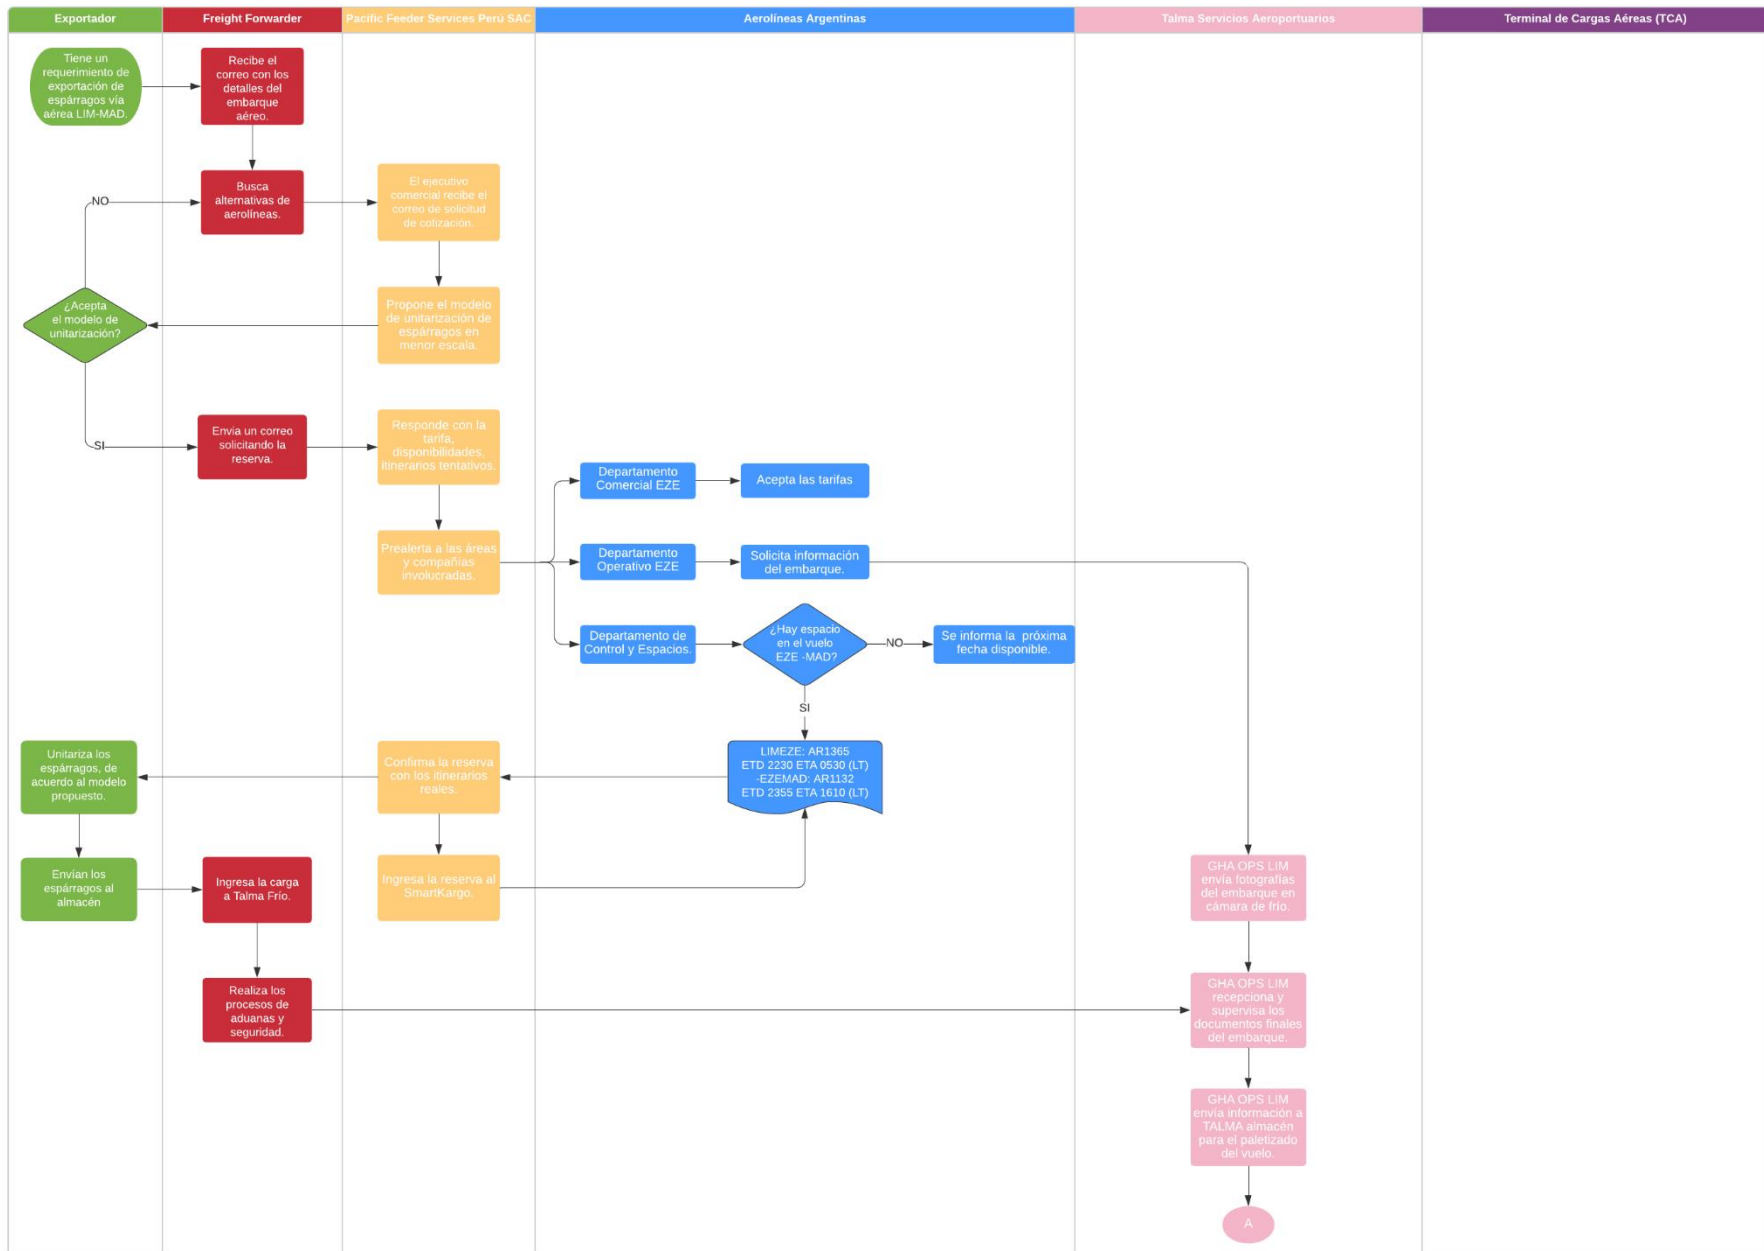 Exportador
Freight Forwarder
Pacific Feeder Services Perú SAC
Aerolíneas Argentinas
Talma Servicios Aeroportuarios
Terminal de Cargas Aéreas (TCA)
Tiene un
requerimiento de
exportación de
espárragos vía
aérea LIM-MAD.
Recibe el
correo con los
detalles del
embarque
aéreo.
Busca
alternativas de
aerolíneas.
El ejecutivo
comercial recibe el
correo de solicitud
de cotización.
NO
¿Acepta
el modelo de
unitarización?
Propone el modelo
de unitarización de
espárragos en
menor escala.
SI
Envia un correo
solicitando la
reserva.
Responde con la
tarifa,
disponibilidades,
itinerarios tentativos.
Departamento
Comercial EZE
Acepta las tarifas
Prealerta a las áreas
y compañías
involucradas.
Departamento
Operativo EZE
Solicita información
del embarque.
Departamento de
Control y Espacios.
¿Hay espacio
en el vuelo
EZE -MAD?
NO
Se informa la próxima
fecha disponible.
SI
Unitariza los
espárragos, de
acuerdo al modelo
propuesto.
Confirma la reserva
con los itinerarios
reales.
LIMEZE: AR1365
ETD 2230 ETA 0530 (LT)
-EZEMAD: AR1132
ETD 2355 ETA 1610 (LT)
Envían los
espárragos al
almacén
Ingresa la carga
a Talma Frío.
Ingresa la reserva al
SmartKargo.
GHA OPS LIM
envía fotografías
del embarque en
cámara de frío.
Realiza los
procesos de
aduanas y
seguridad.
GHA OPS LIM
recepciona y
supervisa los
documentos finales
del embarque.
GHA OPS LIM
envía información a
TALMA almacén
para el paletizado
del vuelo.
A